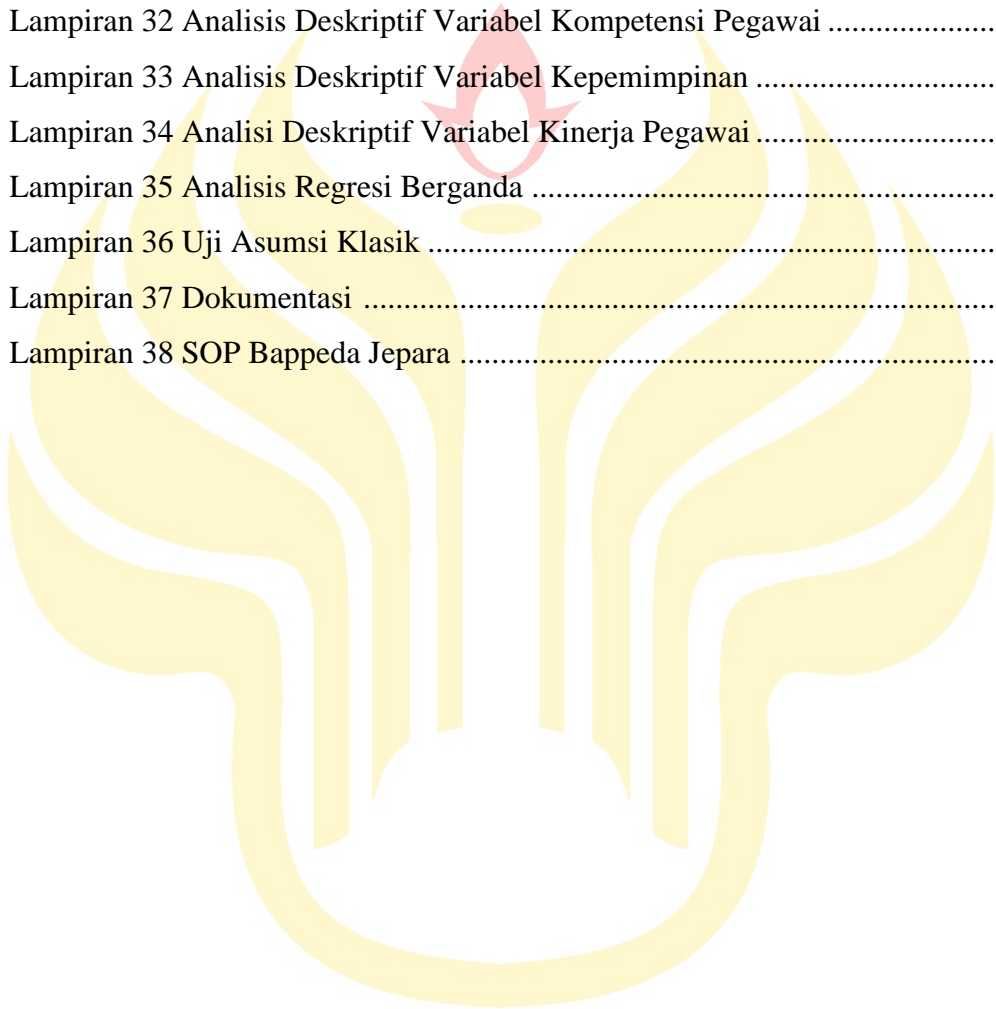 Lampiran 32 Analisis Deskriptif Variabel Kompetensi Pegawai .....................
Lampiran 33 Analisis Deskriptif Variabel Kepemimpinan ..............................
Lampiran 34 Analisi Deskriptif Variabel Kinerja Pegawai ..............................
Lampiran 35 Analisis Regresi Berganda ..........................................................
Lampiran 36 Uji Asumsi Klasik .......................................................................
Lampiran 37 Dokumentasi ...............................................................................
Lampiran 38 SOP Bappeda Jepara ...................................................................